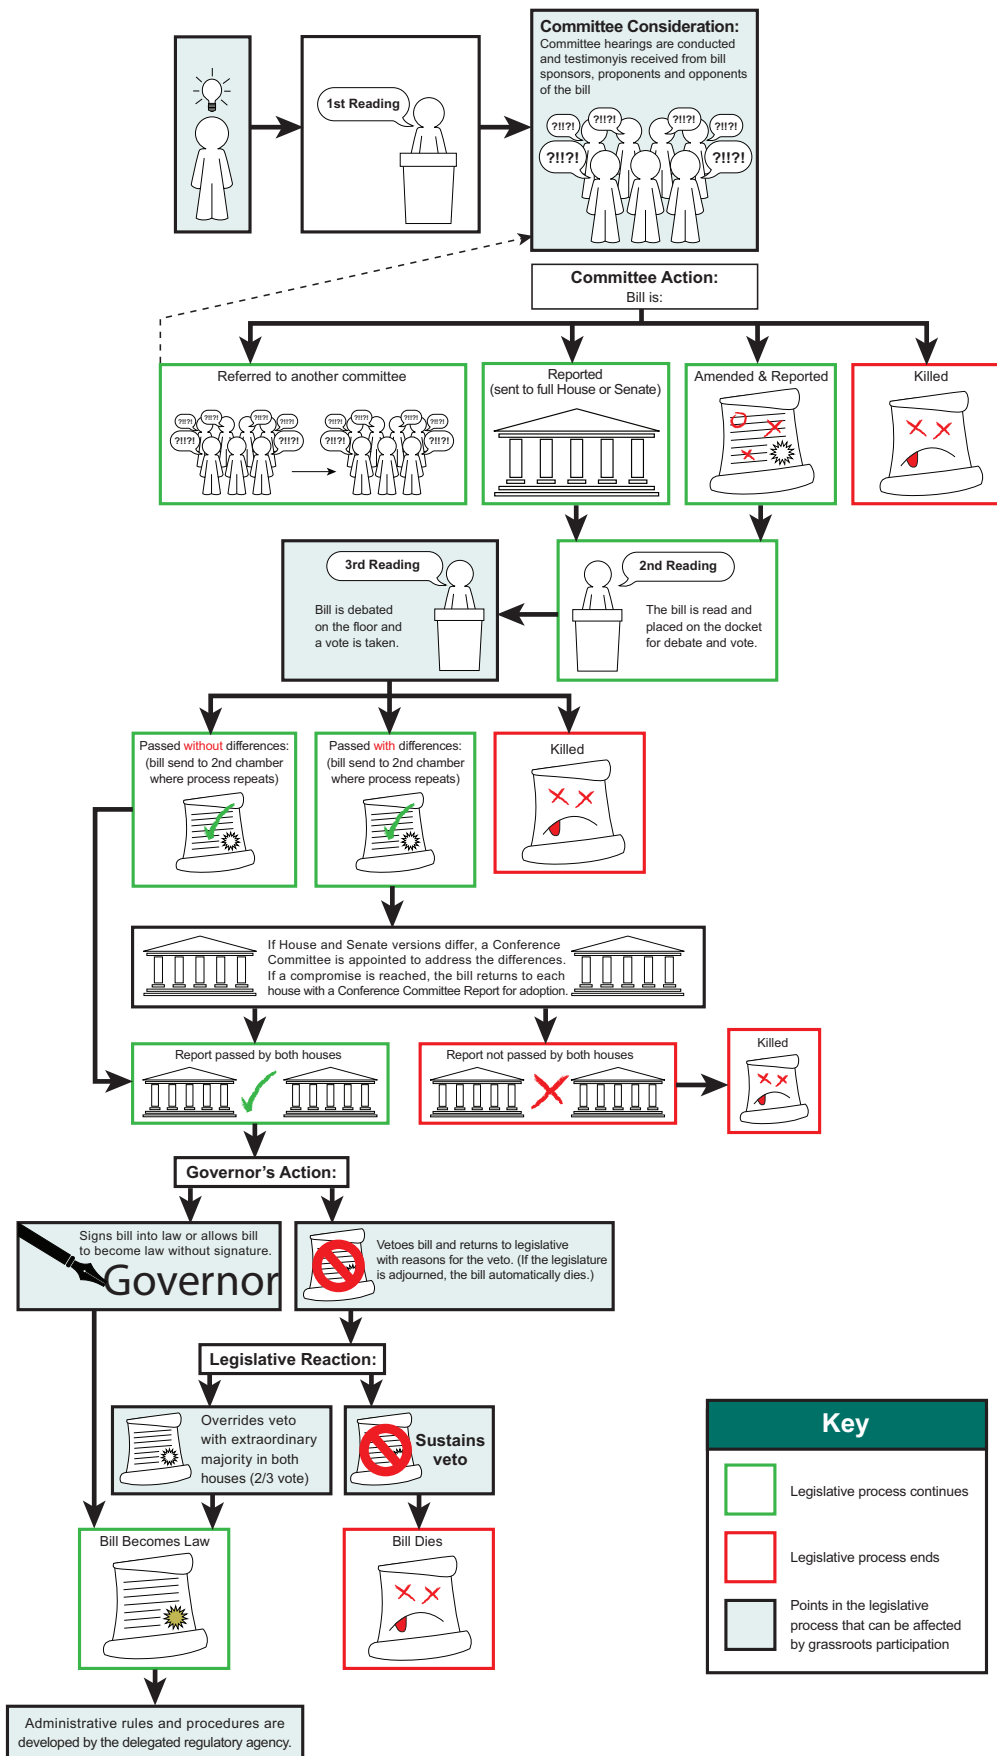 1st Reading
Committee Consideration:
Committee hearings are conducted
and testimonyis received from bill
sponsors, proponents and opponents
of the bill
?!!?!
?!!?!
?!!?!
?!!?!
?!!?!
?!!?!
Committee Action:
Bill is:
Referred to another committee
?!!?!
?!!?!
?!!?!
?!!?!
?!!?!
?!!?!
?!!?!
?!!?!
?!!?!
?!!?!
?!!?!
?!!?!
Reported
(sent to full House or Senate)
Amended & Reported
Killed
3rd Reading
Bill is debated
on the floor and
a vote is taken.
2nd Reading
The bill is read and
placed on the docket
for debate and vote.
Passed without differences:
(bill send to 2nd chamber
where process repeats)
Passed with differences:
(bill send to 2nd chamber
where process repeats)
Killed
If House and Senate versions differ, a Conference
Committee is appointed to address the differences.
If a compromise is reached, the bill returns to each
house with a Conference Committee Report for adoption.
Report passed by both houses
Report not passed by both houses
Killed
Governor's Action:
Signs bill into law or allows bill
to become law without signature.
Governor
Vetoes bill and returns to legislative
with reasons for the veto. (If the legislature
is adjourned, the bill automatically dies.)
Legislative Reaction:
Overrides veto
with extraordinary
majority in both
houses (2/3 vote)
Sustains
veto
Bill Becomes Law
Bill Dies
Administrative rules and procedures are
developed by the delegated regulatory agency.
Key
Legislative process continues
Legislative process ends
Points in the legislative
process that can be affected
by grassroots participation